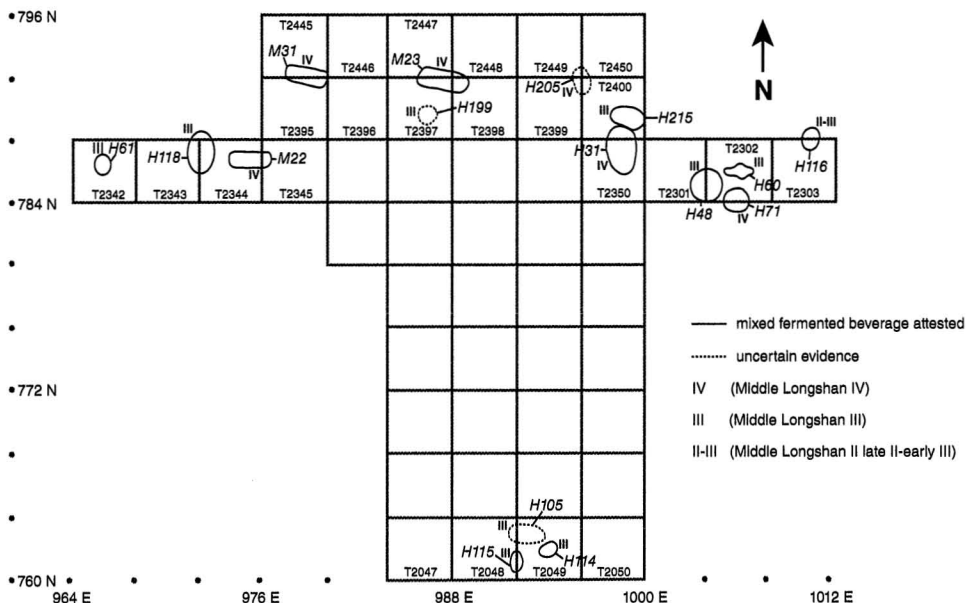 796 N
T2445
T2447
M31
IV
M23
IV
T2446
T2448
T2449
T2450
H205
IV
T2400
III
H199
III
H215
II-III
T2395
T2396
T2397
T2398
T2399
III
H61
III
H118
M22
IV
H31
IV
T2302
III
III
H60
H116
T2342
T2343
T2344
T2345
T2350
T2301
T2303
784 N
H48
IV
H71
N
mixed fermented beverage attested
uncertain evidence
IV (Middle Longshan IV)
III (Middle Longshan III)
II-III (Middle Longshan II late II-early III)
772 N
III
H105
H115
III
III
H114
T2047
T2048
T2049
T2050
760 N
964 E
976 E
988 E
1000 E
1012 E